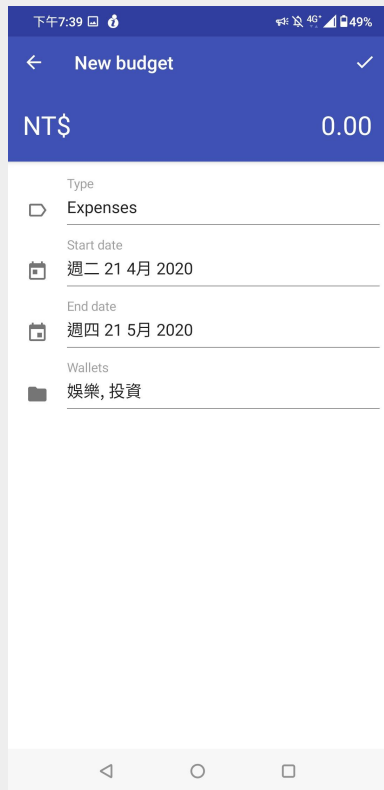 下午7:39 4G+ 49%
New budget
NT$ 0.00
Type
Expenses
Start date
週二 21 4月 2020
End date
週四 21 5月 2020
Wallets
娛樂, 投資